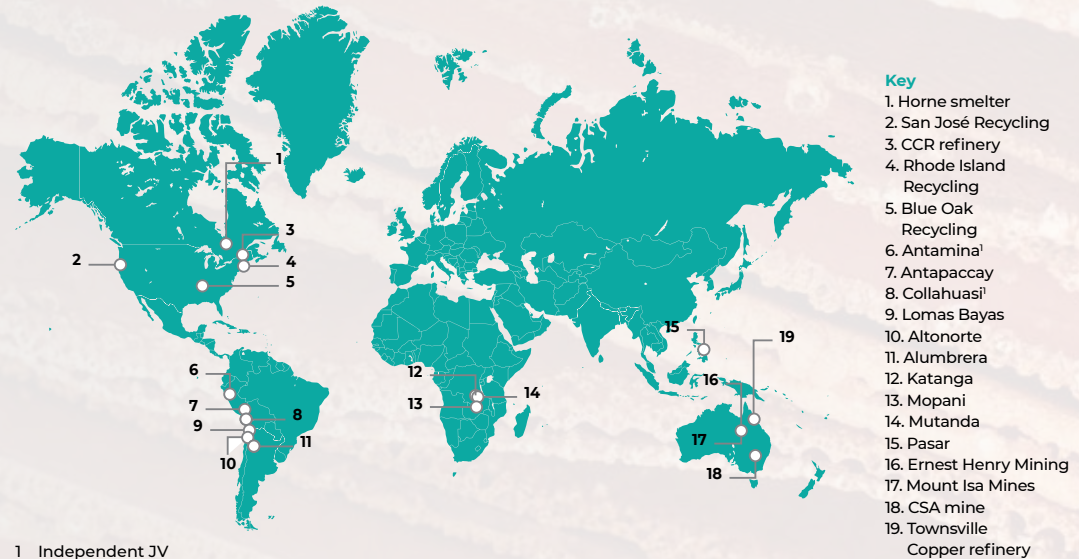 1
3
2
4
5
6
7
8
9
10
11
12
13
14
15
16
19
17
18
Key
1. Horne smelter
2. San José Recycling
3. CCR refinery
4. Rhode Island
Recycling
5. Blue Oak
Recycling
6. Antamina¹
7. Antapaccay
8. Collahuasi¹
9. Lomas Bayas
10. Altonorte
11. Alumbrera
12. Katanga
13. Mopani
14. Mutanda
15. Pasar
16. Ernest Henry Mining
17. Mount Isa Mines
18. CSA mine
19. Townsville
Copper refinery
1 Independent JV